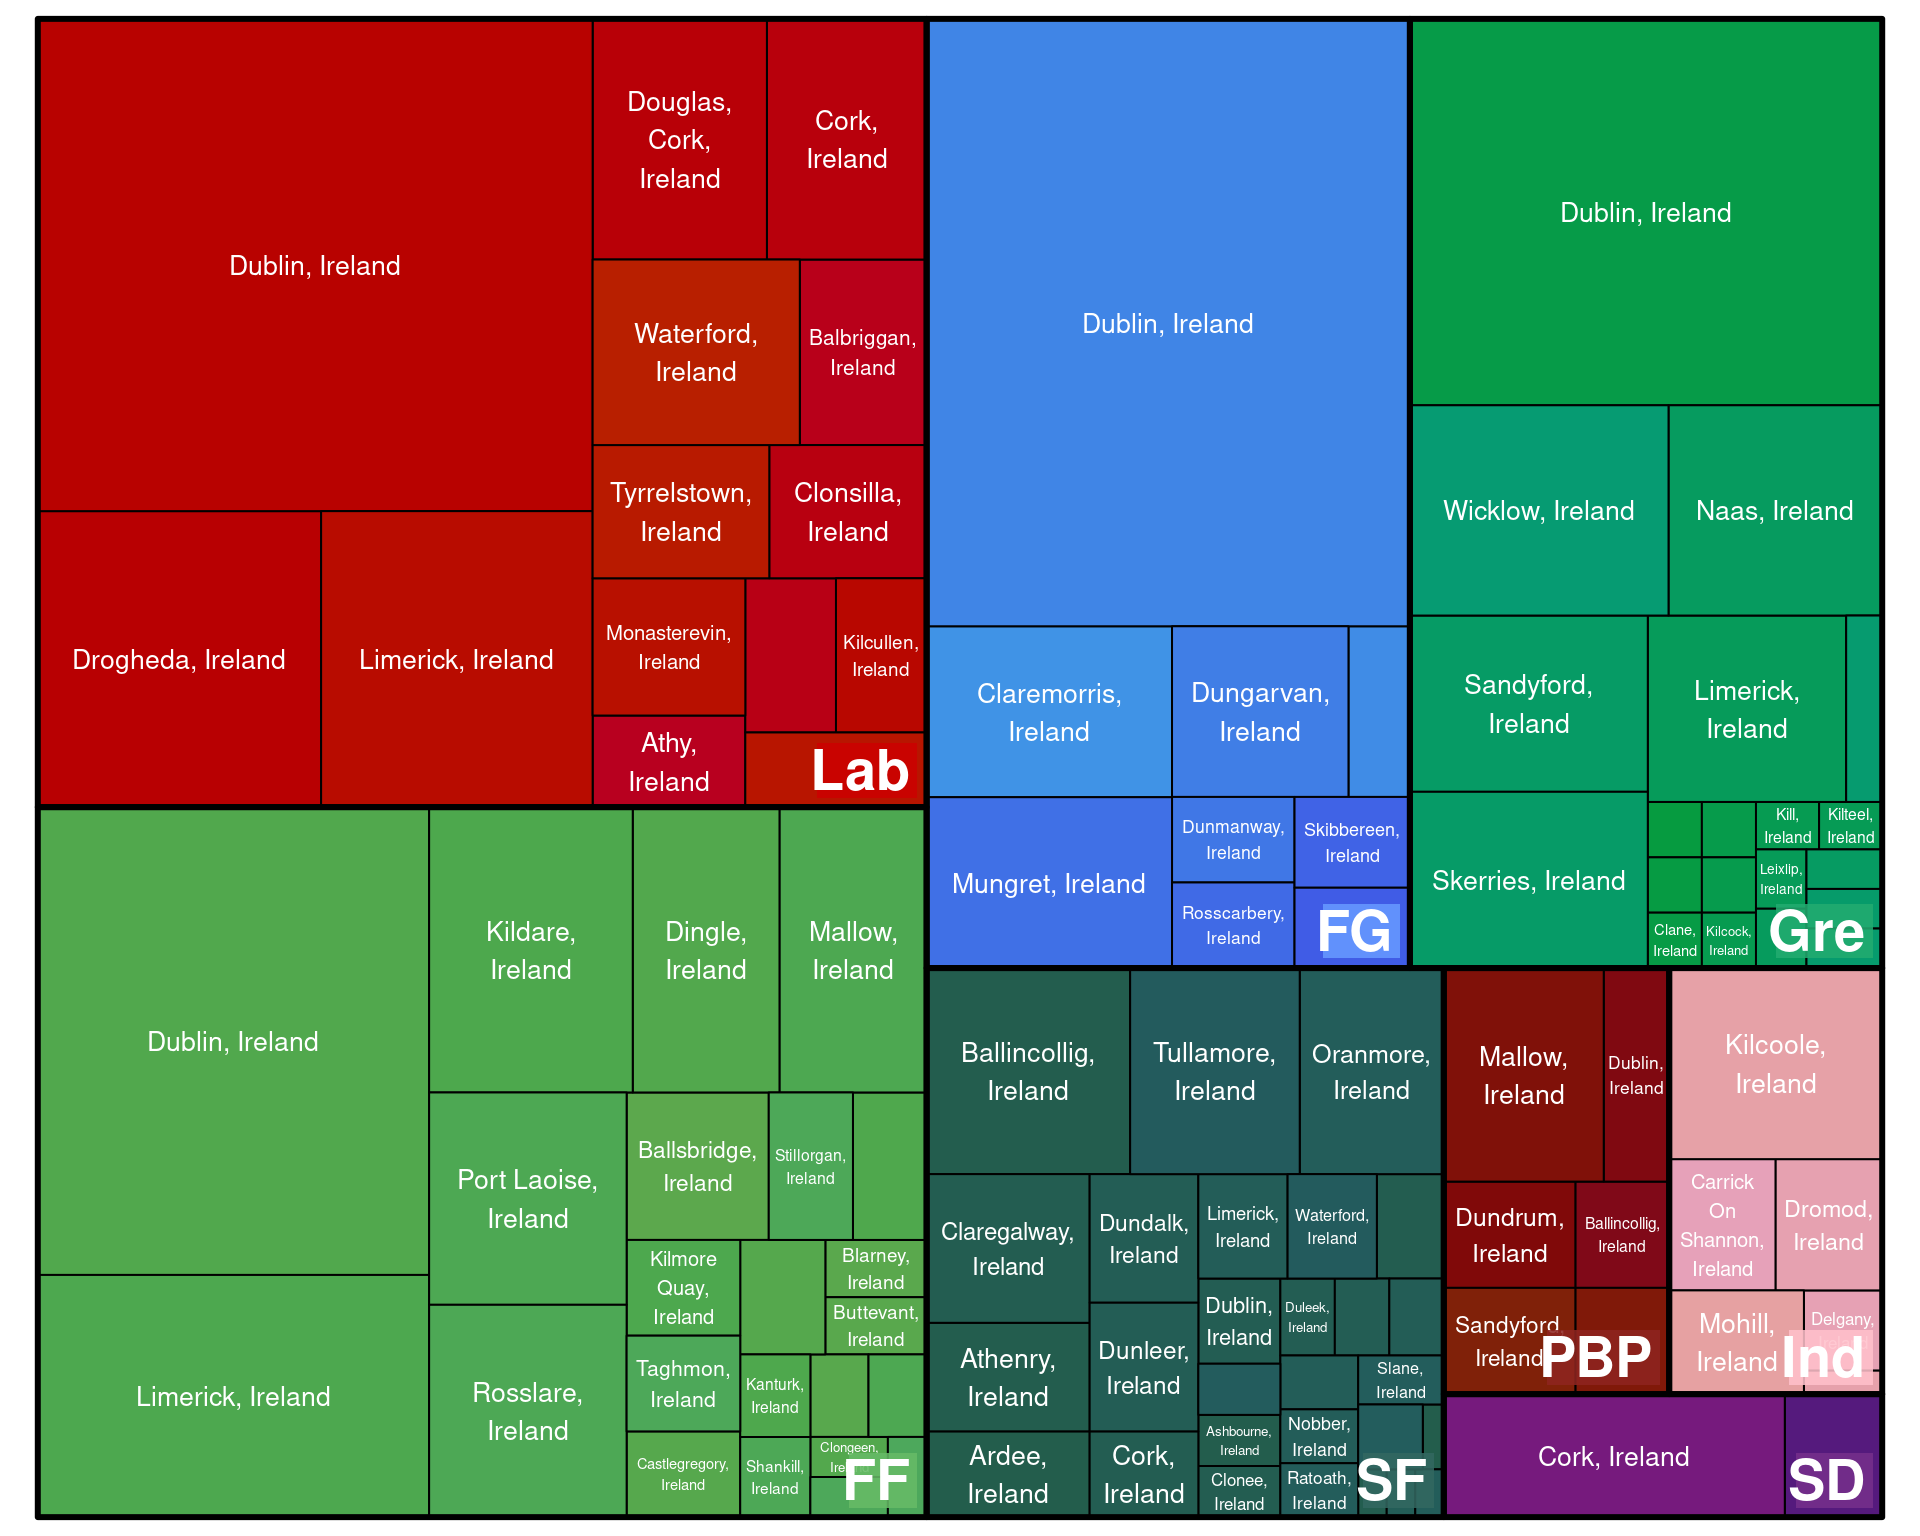 Dublin, Ireland
Douglas,
Cork,
Ireland
Cork,
Ireland
Waterford,
Ireland
Balbriggan,
Ireland
Tyrrelstown,
Ireland
Clonsilla,
Ireland
Drogheda, Ireland
Limerick, Ireland
Monasterevin,
Ireland
Kilcullen,
Ireland
Athy,
Ireland
Lab
Dublin, Ireland
Claremorris,
Ireland
Dungarvan,
Ireland
Mungret, Ireland
Dunmanway,
Ireland
Skibbereen,
Ireland
Rosscarbery,
Ireland
FG
Dublin, Ireland
Wicklow, Ireland
Naas, Ireland
Sandyford,
Ireland
Limerick,
Ireland
Skerries, Ireland
Kill,
Ireland
Kilteel,
Ireland
Leixlip,
Ireland
Clane,
Ireland
Kilcock,
Ireland
Gre
Dublin, Ireland
Limerick, Ireland
Kildare,
Ireland
Dingle,
Ireland
Mallow,
Ireland
Port Laoise,
Ireland
Rosslare,
Ireland
Ballsbridge,
Ireland
Stillorgan,
Ireland
Kilmore
Quay,
Ireland
Blarney,
Ireland
Buttevant,
Ireland
Taghmon,
Ireland
Kanturk,
Ireland
Castlegregory,
Ireland
Shankill,
Ireland
Clongeen,
Ireland
FF
Ballincollig,
Ireland
Tullamore,
Ireland
Oranmore,
Ireland
Claregalway,
Ireland
Dundalk,
Ireland
Limerick,
Ireland
Waterford,
Ireland
Athenry,
Ireland
Dunleer,
Ireland
Dublin,
Ireland
Duleek,
Ireland
Slane,
Ireland
Ardee,
Ireland
Cork,
Ireland
Ashbourne,
Ireland
Nobber,
Ireland
Clonee,
Ireland
Ratoath,
Ireland
SF
Mallow,
Ireland
Dublin,
Ireland
Dundrum,
Ireland
Ballincollig,
Ireland
Sandyford,
Ireland
PBP
Kilcoole,
Ireland
Carrick
On
Shannon,
Ireland
Dromod,
Ireland
Mohill,
Ireland
Delgany,
Ind
Cork, Ireland
SD